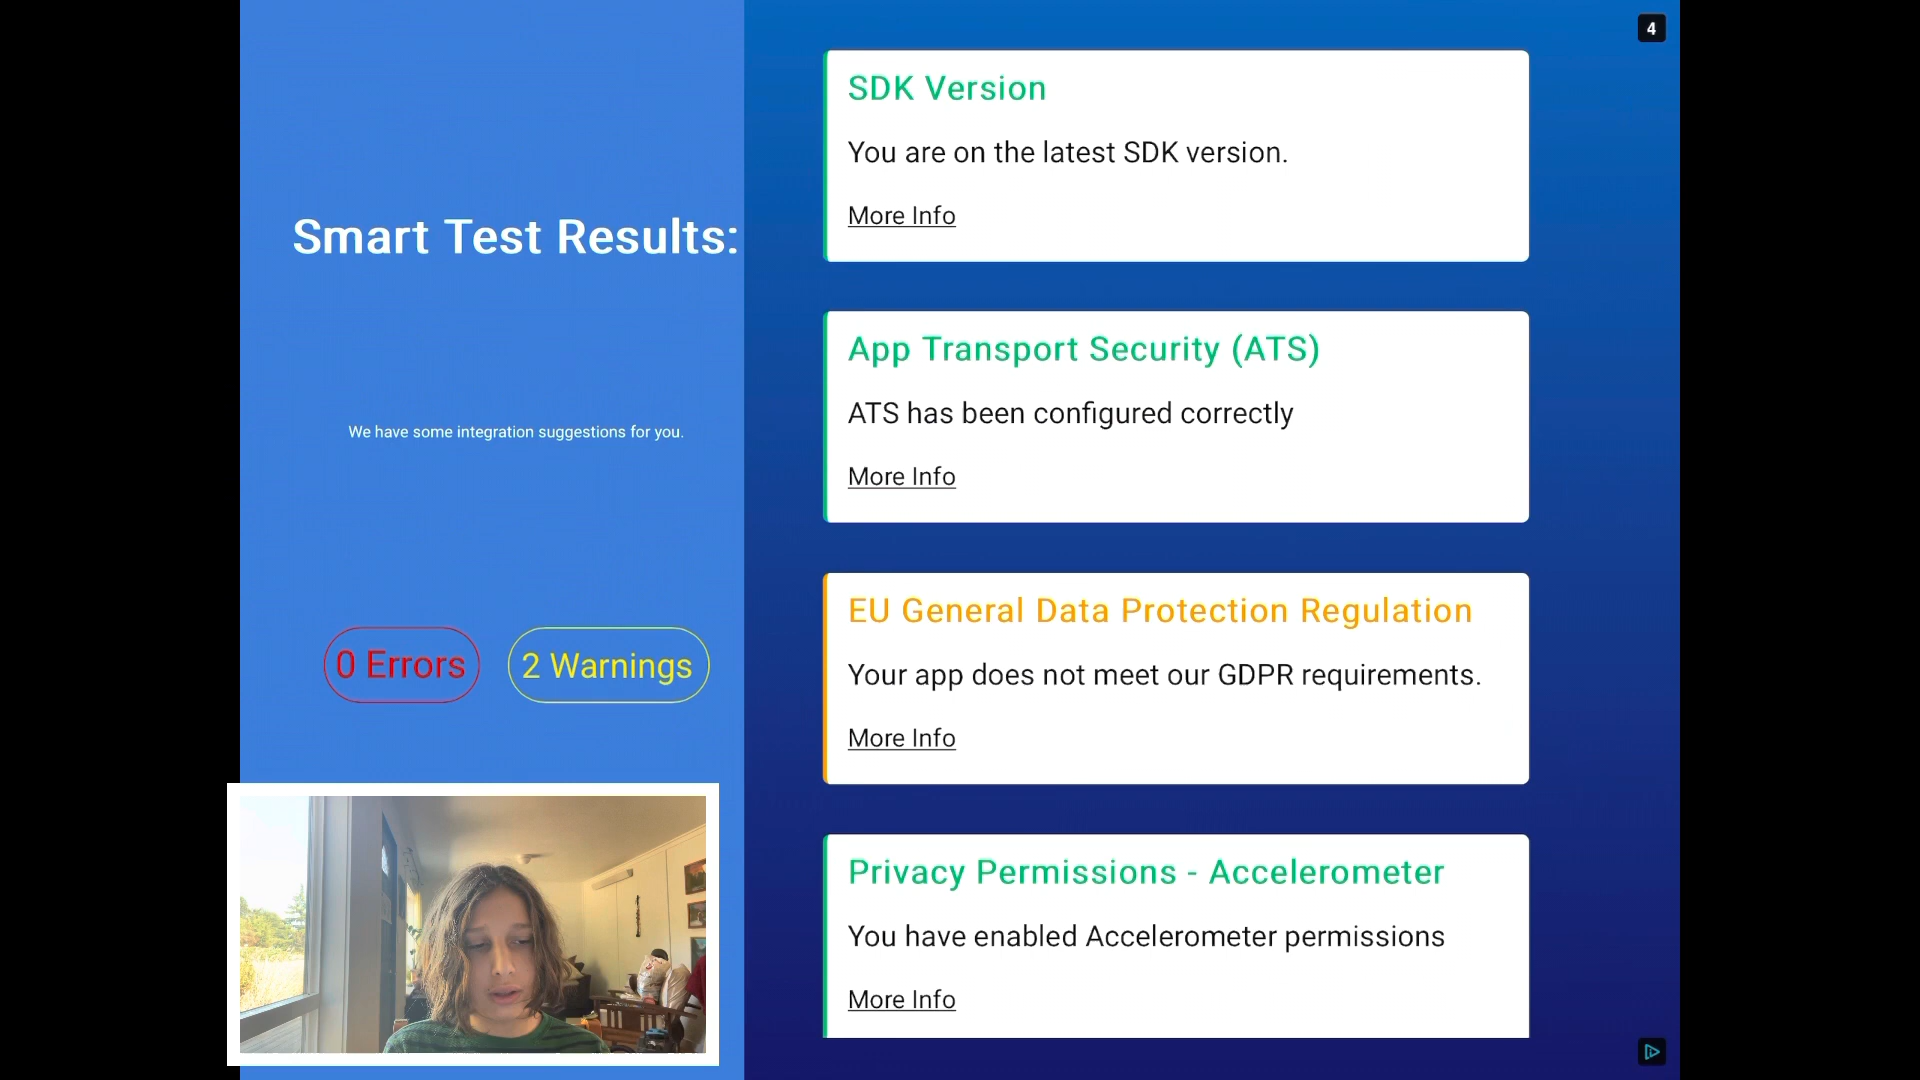 4
Smart Test Results:
We have some integration suggestions for you.
0 Errors
2 Warnings
SDK Version
You are on the latest SDK version.
More Info
App Transport Security (ATS)
ATS has been configured correctly
More Info
EU General Data Protection Regulation
Your app does not meet our GDPR requirements.
More Info
Privacy Permissions - Accelerometer
You have enabled Accelerometer permissions
More Info